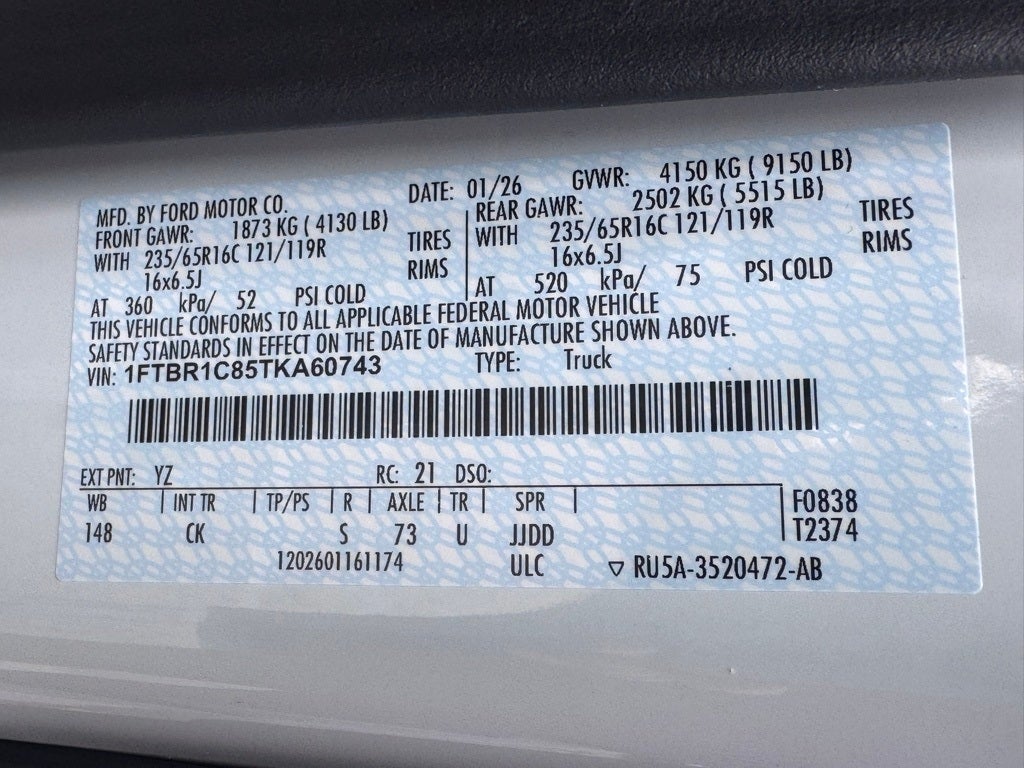 MFD. BY FORD MOTOR CO. DATE: 01/26 GVWR: 4150 KG ( 9150 LB)
FRONT GAWR: 1873 KG ( 4130 LB) REAR GAWR: 2502 KG ( 5515 LB)
WITH 235/65R16C 121/119R TIRES WITH 235/65R16C 121/119R TIRES
16x6.5J RIMS 16x6.5J RIMS
AT 360 kPa/ 52 PSI COLD AT 520 kPa/ 75 PSI COLD
THIS VEHICLE CONFORMS TO ALL APPLICABLE FEDERAL MOTOR VEHICLE
SAFETY STANDARDS IN EFFECT ON THE DATE OF MANUFACTURE SHOWN ABOVE.
VIN: 1FTBR1C85TKA60743 TYPE: Truck
EXT PNT: YZ RC: 21 DSO:
WB INT TR TP/PS R AXLE TR SPR F0838
148 CK S 73 U JJDD T2374
1202601161174 ULC ▽ RU5A-3520472-AB